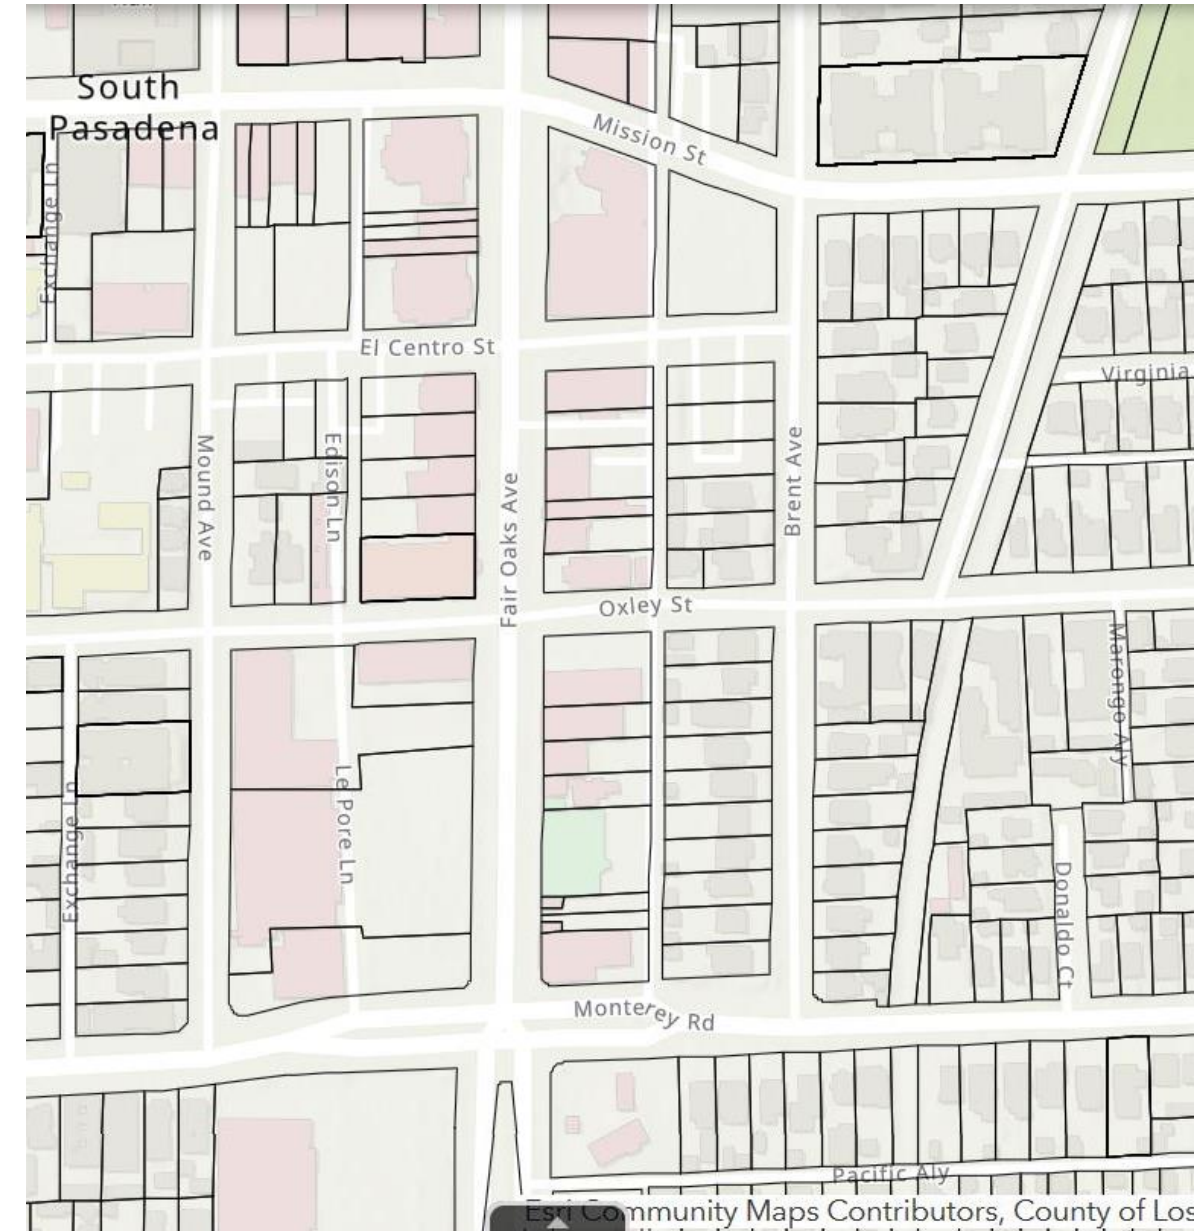 South
Pasadena
Mission St
Exchange Ln
El Centro St
Virginia
Mound Ave
Edison Ln
Fair Oaks Ave
Brent Ave
Oxley St
Marengo Aly
Le Pore Ln
Exchange Ln
Donaldo Ct
Monterey Rd
Pacific Aly
Esri Community Maps Contributors, County of Los